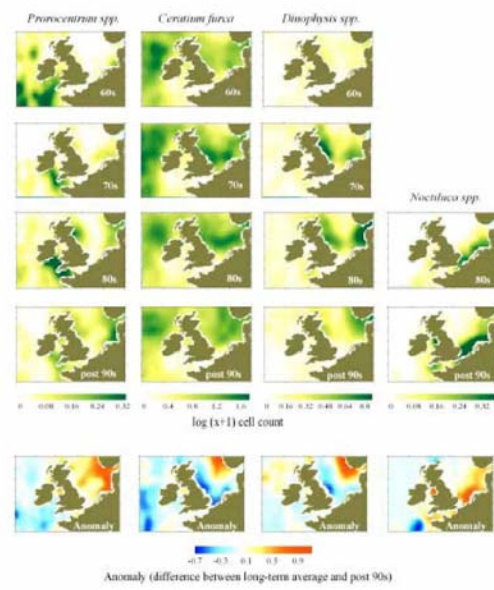 Prorocentrum spp. Ceratium furca Dinophysis spp.
60s 60s 60s
70s 70s 70s
Noctiluca spp.
80s 80s 80s 80s
post 90s post 90s post 90s post 90s
0 0.08 0.16 0.24 0.32 0 0.4 0.8 1.2 1.6 0 0.16 0.32 0.48 0.64 0.8 0 0.08 0.16 0.24 0.32
log (x+1) cell count
Anomaly Anomaly Anomaly Anomaly
-0.7 -0.3 0.1 0.5 0.9
Anomaly (difference between long-term average and post 90s)